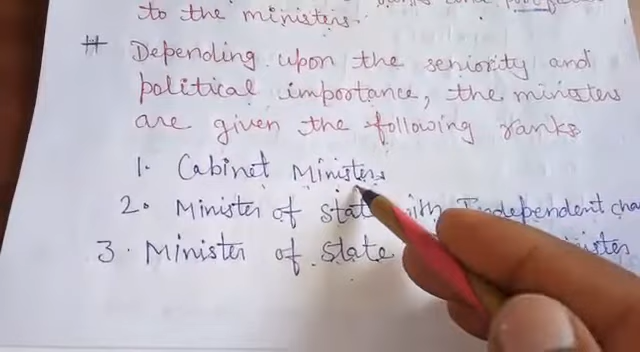 to the ministers.
# Depending upon the seniority and
political importance, the ministers
are given the following ranks
1. Cabinet Ministers
2. Minister of State with Independent cha
3. Minister of State